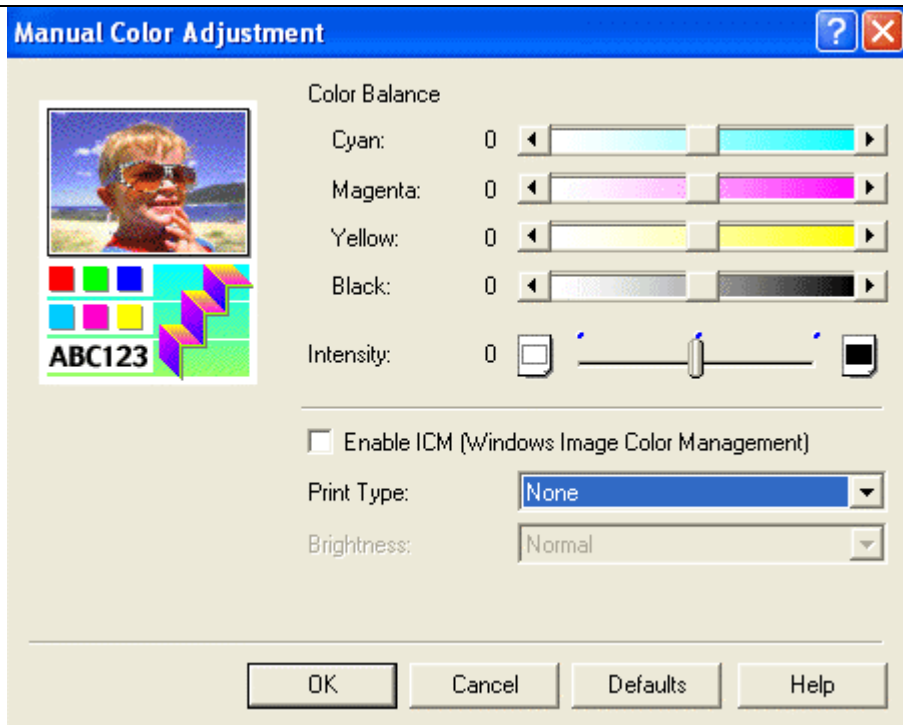 Manual Color Adjustment
Color Balance
Cyan: 0
Magenta: 0
Yellow: 0
Black: 0
ABC123
Intensity: 0
Enable ICM (Windows Image Color Management)
Print Type: None
Brightness: Normal
OK Cancel Defaults Help